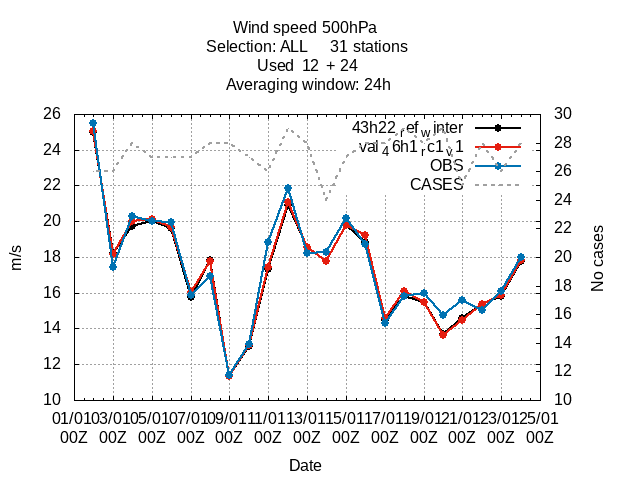 Wind speed 500hPa
Selection: ALL 31 stations
Used 12 + 24
Averaging window: 24h
26 24 22 20 18 16 14 12 10
30 28 26 24 22 20 18 16 14 12 10
m/s
No cases
43h22refwinter
val46h1rc1v1
OBS
CASES
01/01 03/01 05/01 07/01 09/01 11/01 13/01 15/01 17/01 19/01 21/01 23/01 25/01
00Z 00Z 00Z 00Z 00Z 00Z 00Z 00Z 00Z 00Z 00Z 00Z 00Z
Date